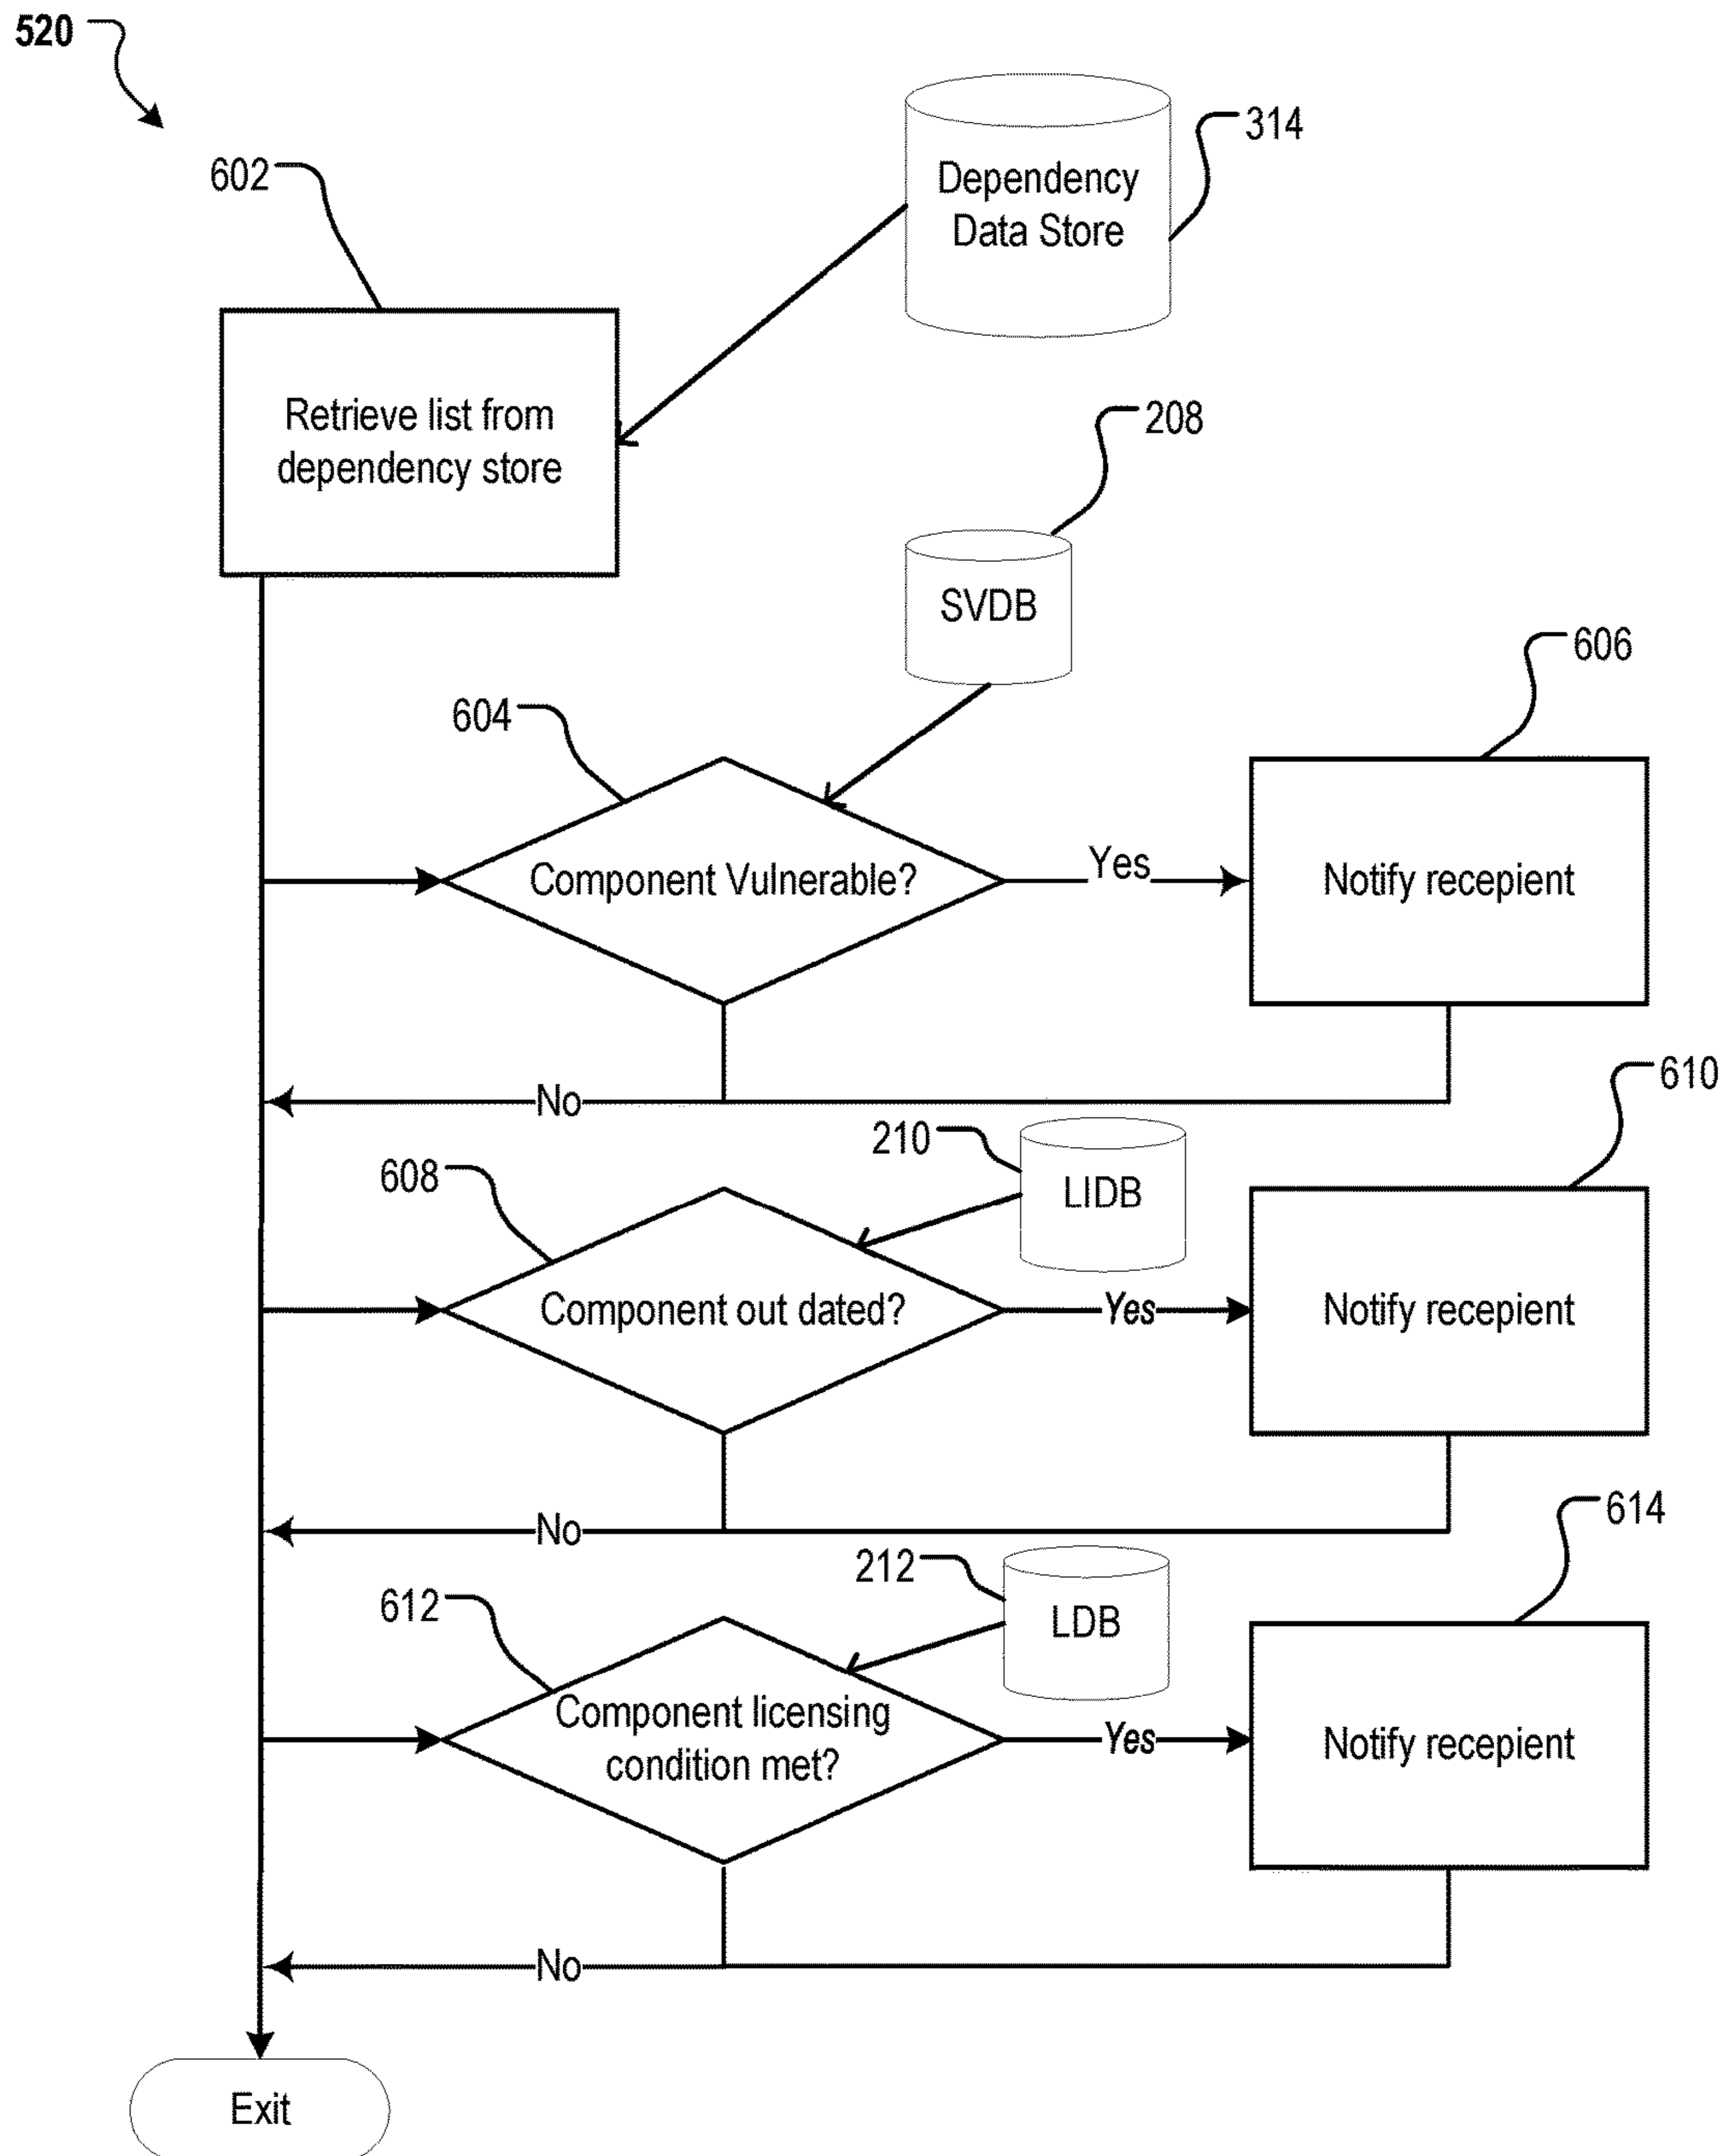 520
314
602
Dependency
Data Store
Retrieve list from
dependency store
208
SVDB
606
604
Component Vulnerable?
Yes
Notify recepient
No
610
210
LIDB
608
Component out dated?
Yes
Notify recepient
No
614
212
LDB
612
Component licensing
condition met?
Yes
Notify recepient
No
Exit